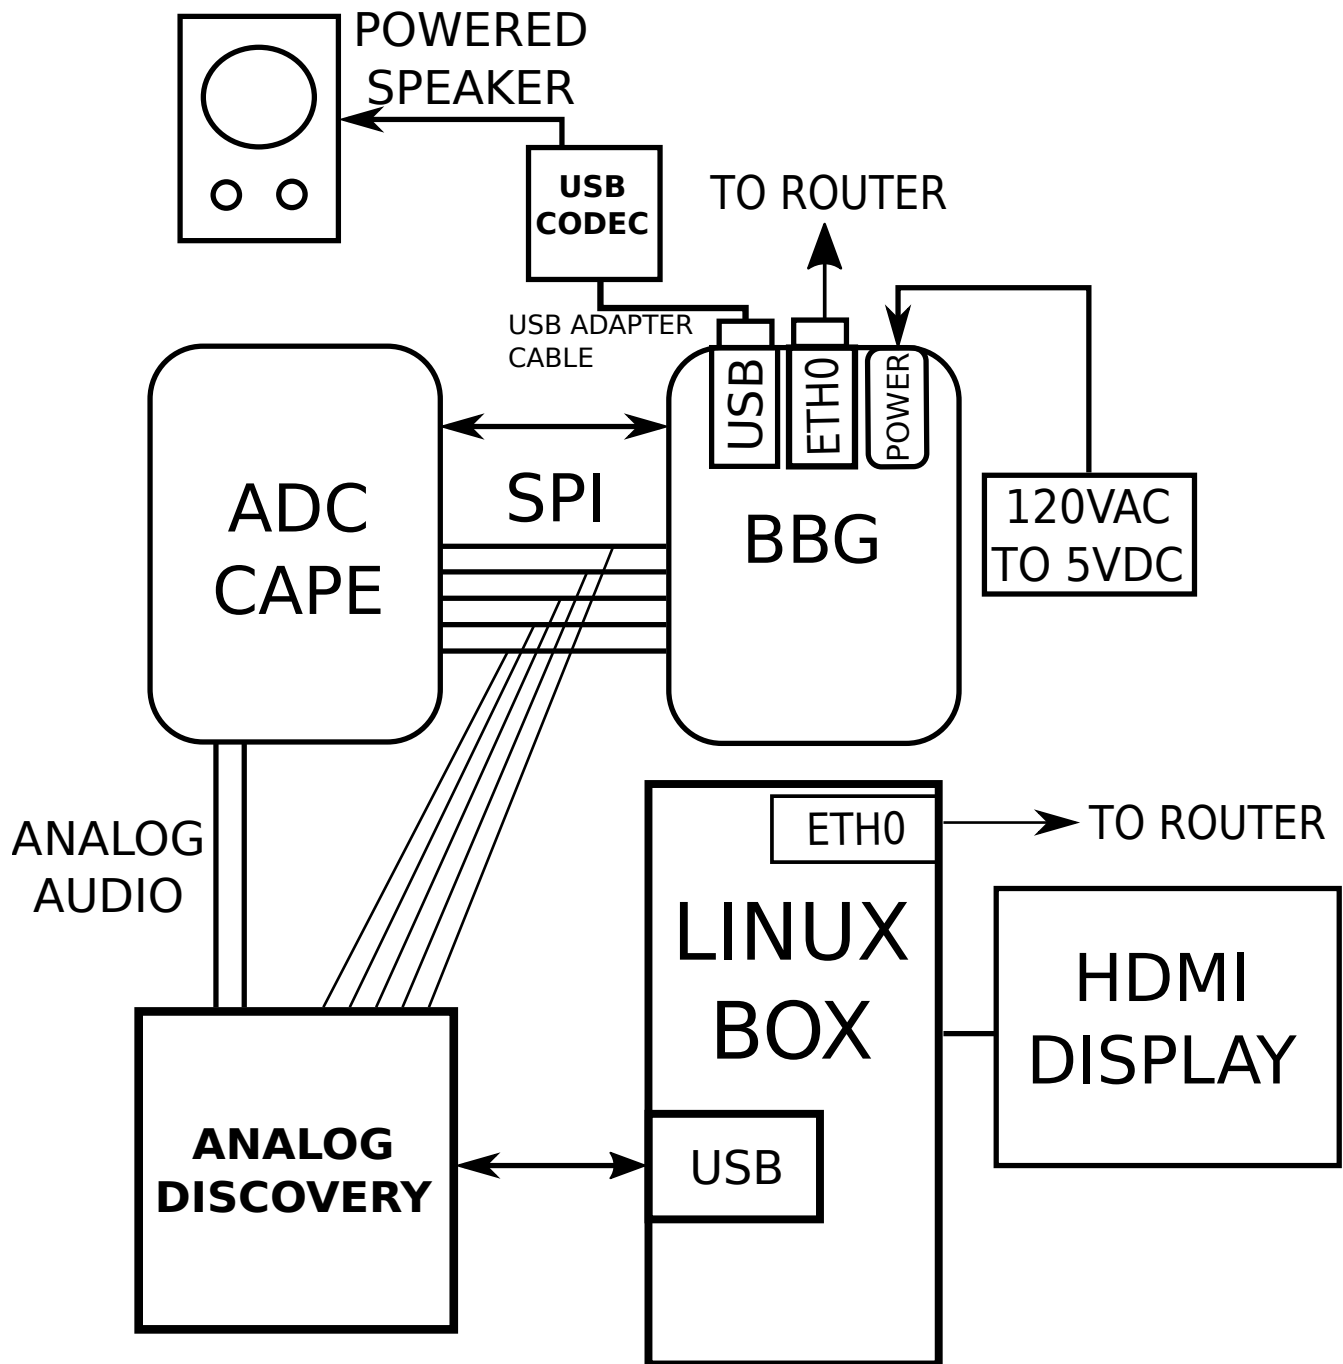 POWERED
SPEAKER
USB
CODEC
TO ROUTER
USB ADAPTER
CABLE
USB
ETH0
POWER
ADC
CAPE
SPI
BBG
120VAC
TO 5VDC
ANALOG
AUDIO
ETH0
TO ROUTER
LINUX
BOX
HDMI
DISPLAY
ANALOG
DISCOVERY
USB